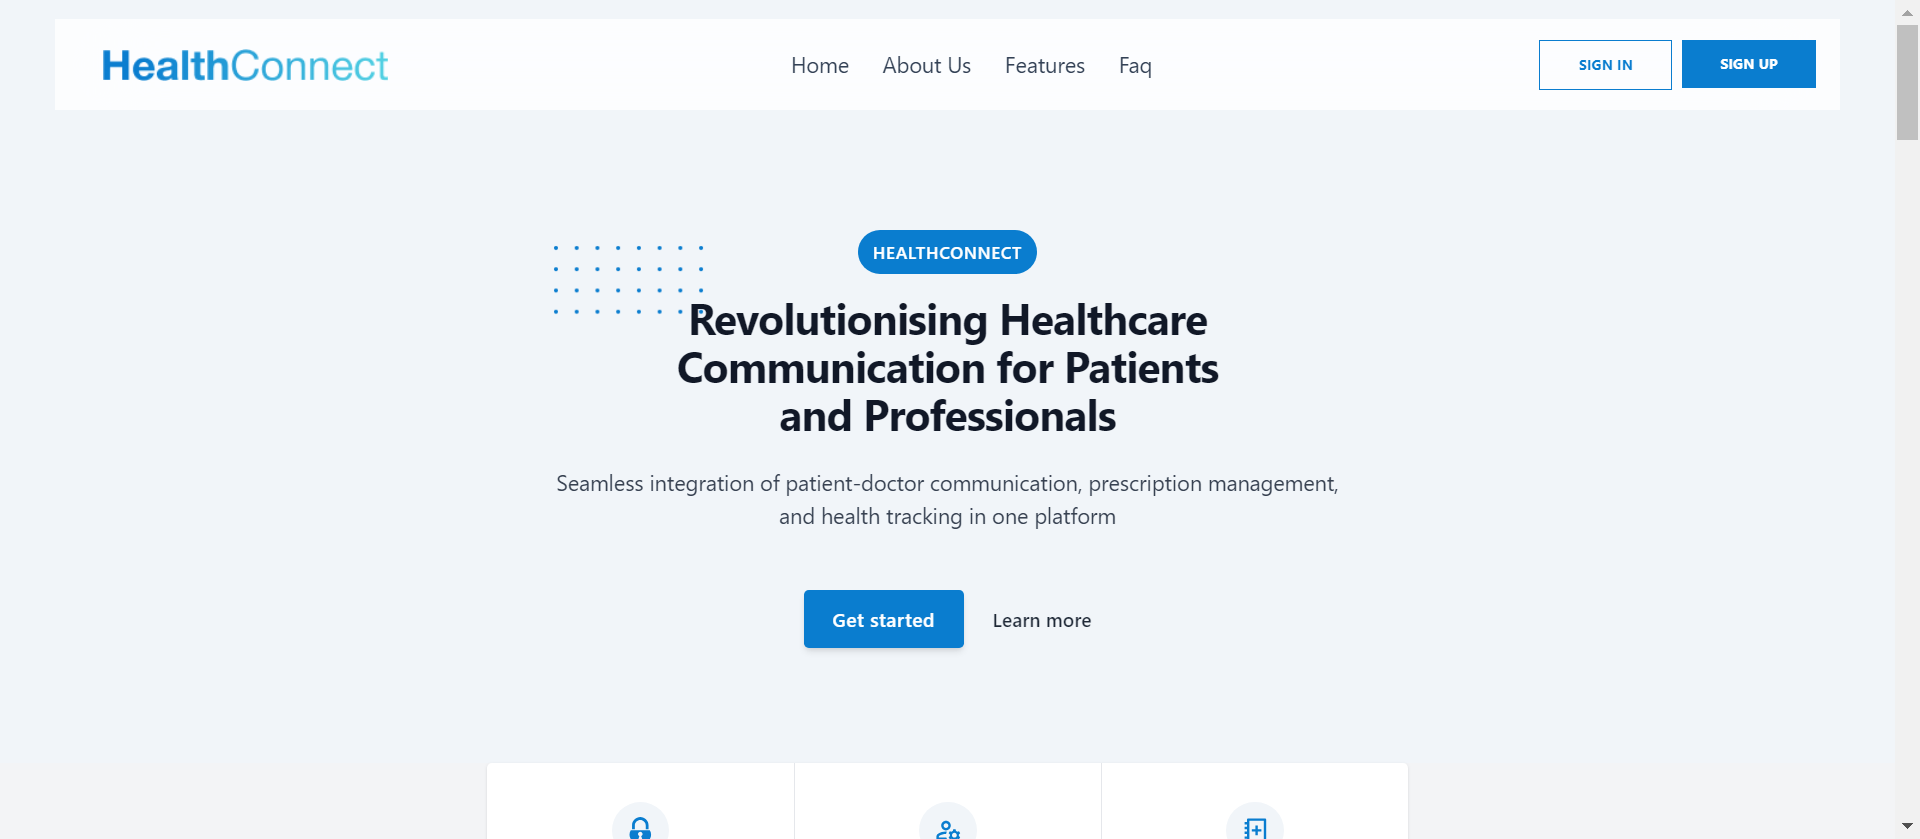 HealthConnect
Home
About Us
Features
Faq
SIGN IN
SIGN UP
HEALTHCONNECT
Revolutionising Healthcare
Communication for Patients
and Professionals
Seamless integration of patient-doctor communication, prescription management,
and health tracking in one platform
Get started
Learn more